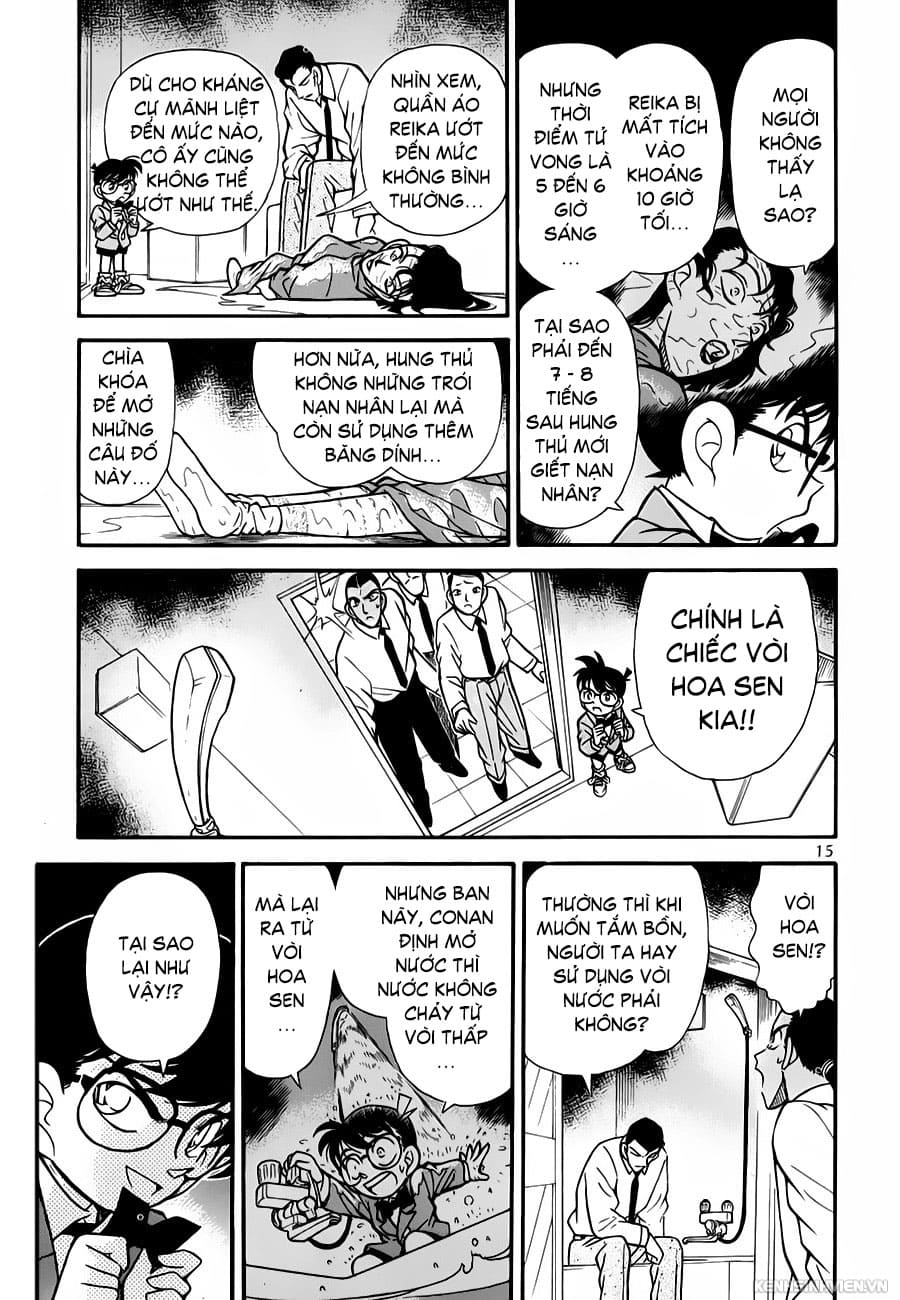 MỌI
NGƯỜI
KHÔNG
THẤY
LẠ
SAO?
REIKA BỊ
MẤT TÍCH
VÀO
KHOẢNG
10 GIỜ
TỐI...
NHƯNG
THỜI
ĐIỂM TỬ
VONG LÀ
5 ĐẾN 6
GIỜ
SÁNG
...
TẠI SAO
PHẢI ĐẾN
7 - 8
TIẾNG
SAU HUNG
THỦ MỚI
GIẾT NẠN
NHÂN?
NHÌN XEM,
QUẦN ÁO
REIKA ƯỚT
ĐẾN MỨC
KHÔNG BÌNH
THƯỜNG...
DÙ CHO KHÁNG
CỰ MÃNH LIỆT
ĐẾN MỨC NÀO,
CÔ ẤY CŨNG
KHÔNG THỂ
ƯỚT NHƯ THẾ.
HƠN NỮA, HUNG THỦ
KHÔNG NHỮNG TRÓI
NẠN NHÂN LẠI MÀ
CÒN SỬ DỤNG THÊM
BĂNG DÍNH...
CHÌA
KHÓA
ĐỂ MỞ
NHỮNG
CÂU ĐỐ
NÀY...
CHÍNH LÀ
CHIẾC VÒI
HOA SEN
KIA!!
15
VÒI
HOA
SEN!?
THƯỜNG THÌ KHI
MUỐN TẮM BỒN,
NGƯỜI TA HAY
SỬ DỤNG VÒI
NƯỚC PHẢI
KHÔNG?
NHƯNG BAN
NÃY, CONAN
ĐỊNH MỞ
NƯỚC THÌ
NƯỚC KHÔNG
CHẢY TỪ
VÒI THẤP
...
MÀ LẠI
RA TỪ
VÒI
HOA
SEN
...
TẠI SAO
LẠI NHƯ
VẬY!?
KENHSINHVIEN.VN